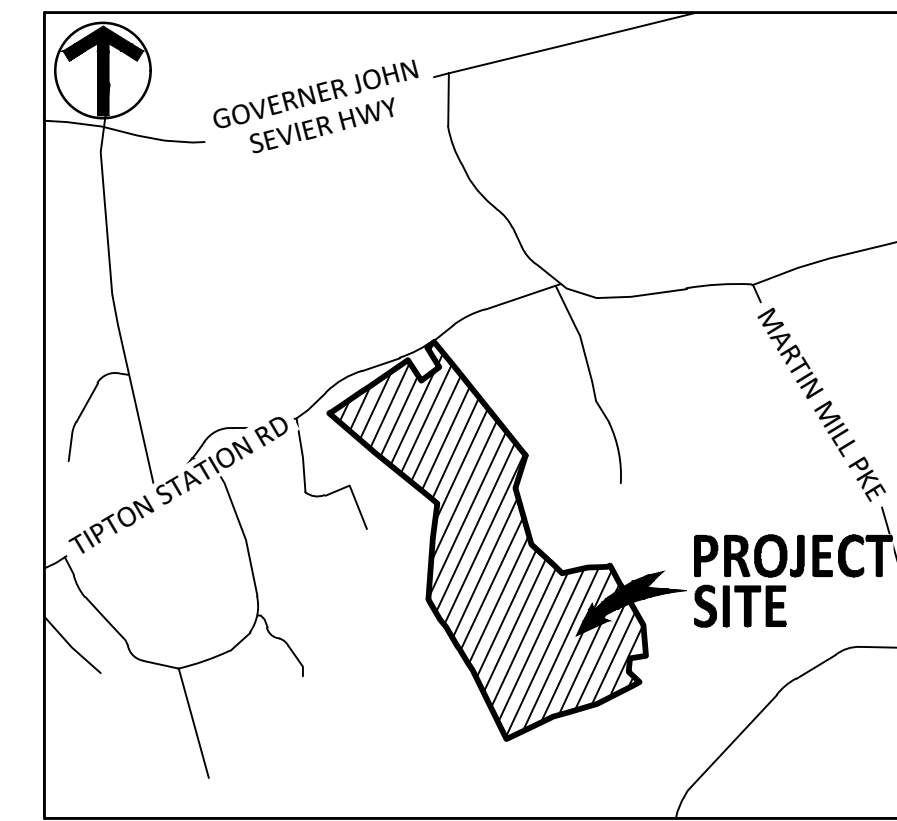 GOVERNER JOHN
SEVIER HWY
MARTIN MILL PKE
TIPTON STATION RD
PROJECT
SITE